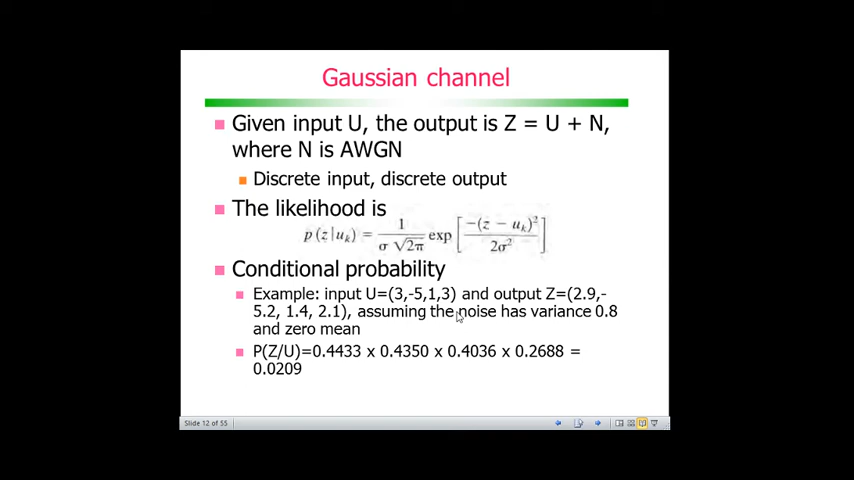 Gaussian channel
Given input U, the output is Z = U + N,
where N is AWGN
Discrete input, discrete output
The likelihood is
p(z|u_k) = 1/(σ√2π) exp[−(z − u_k)²/2σ²]
Conditional probability
Example: input U=(3,-5,1,3) and output Z=(2.9,-
5.2, 1.4, 2.1), assuming the noise has variance 0.8
and zero mean
P(Z/U)=0.4433 x 0.4350 x 0.4036 x 0.2688 =
0.0209
Slide 12 of 55